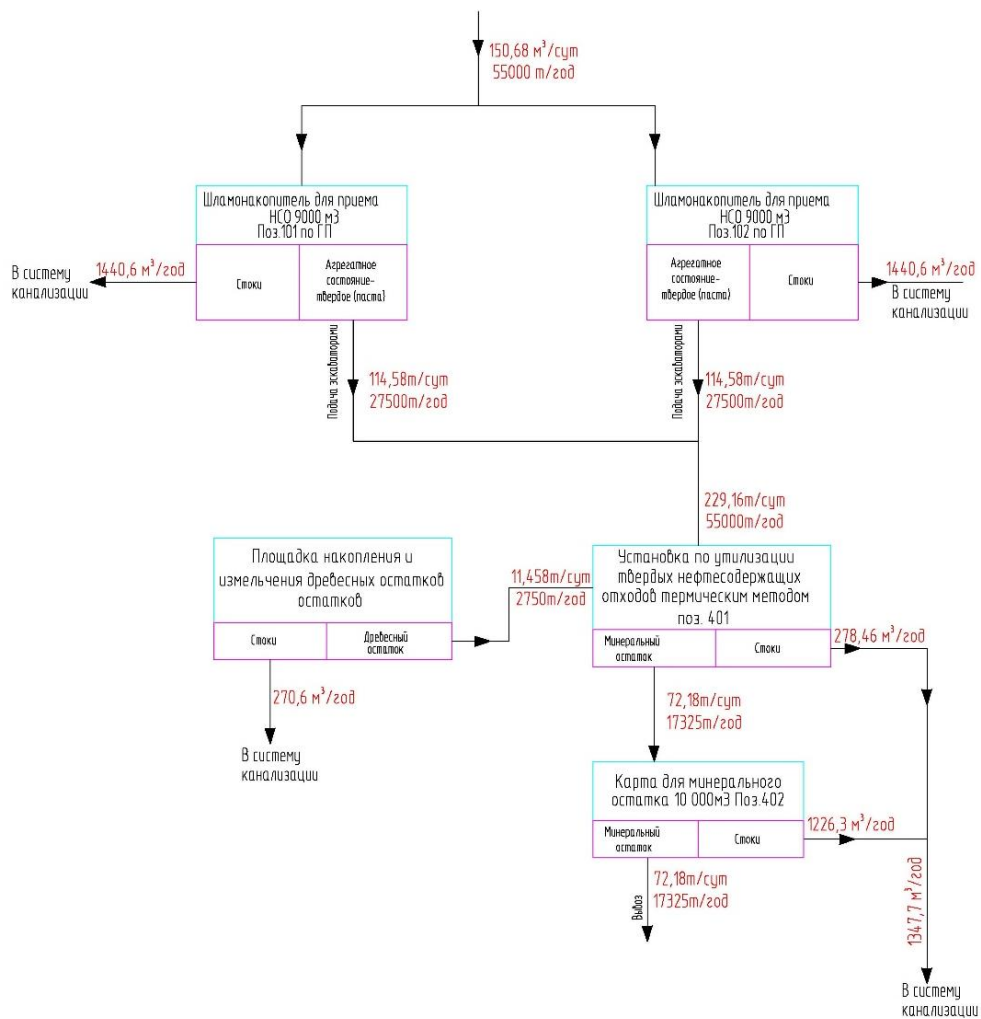 150,68 м³/сут
55000 т/год
Шламонакопитель для приема
НСО 9000 м3
Поз.101 по ГП
Шламонакопитель для приема
НСО 9000 м3
Поз.102 по ГП
В систему
канализации
1440,6 м³/год
Стоки
Агрегатное
состояние-
твердое (паста)
Агрегатное
состояние-
твердое (паста)
Стоки
1440,6 м³/год
В систему
канализации
Подача эскаваторами
114,58т/сут
27500т/год
Подача эскаваторами
114,58т/сут
27500т/год
229,16т/сут
55000т/год
Площадка накопления и
измельчения древесных остатков
остатков
Стоки
Древесный
остаток
11,458т/сут
2750т/год
Установка по утилизации
твердых нефтесодержащих
отходов термическим методом
поз. 401
Минеральный
остаток
Стоки
278,46 м³/год
270,6 м³/год
В систему
канализации
72,18т/сут
17325т/год
Карта для минерального
остатка 10 000м3 Поз.402
Минеральный
остаток
Стоки
1226,3 м³/год
Вывоз
72,18т/сут
17325т/год
1347,7 м³/год
В систему
канализации